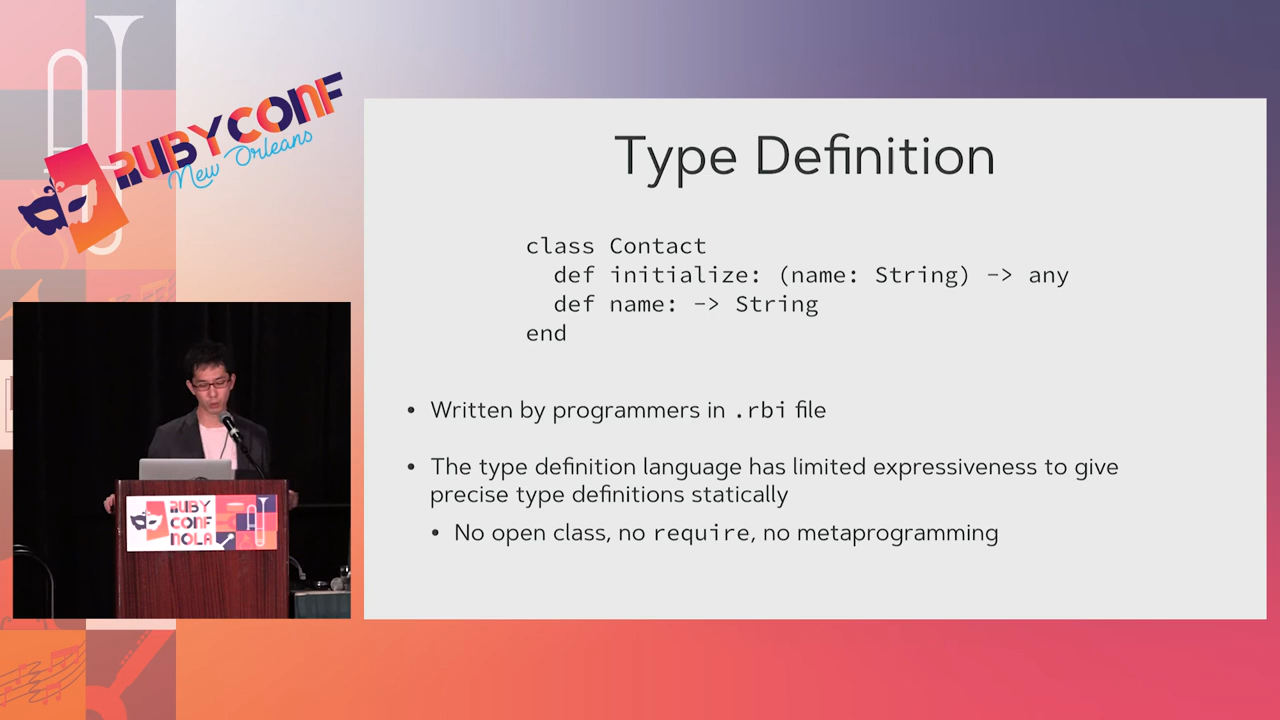 RUBYCONF
New Orleans
Type Definition
class Contact
  def initialize: (name: String) -> any
  def name: -> String
end
• Written by programmers in .rbi file
• The type definition language has limited expressiveness to give
precise type definitions statically
• No open class, no require, no metaprogramming
RUBY
CONF
NOLA